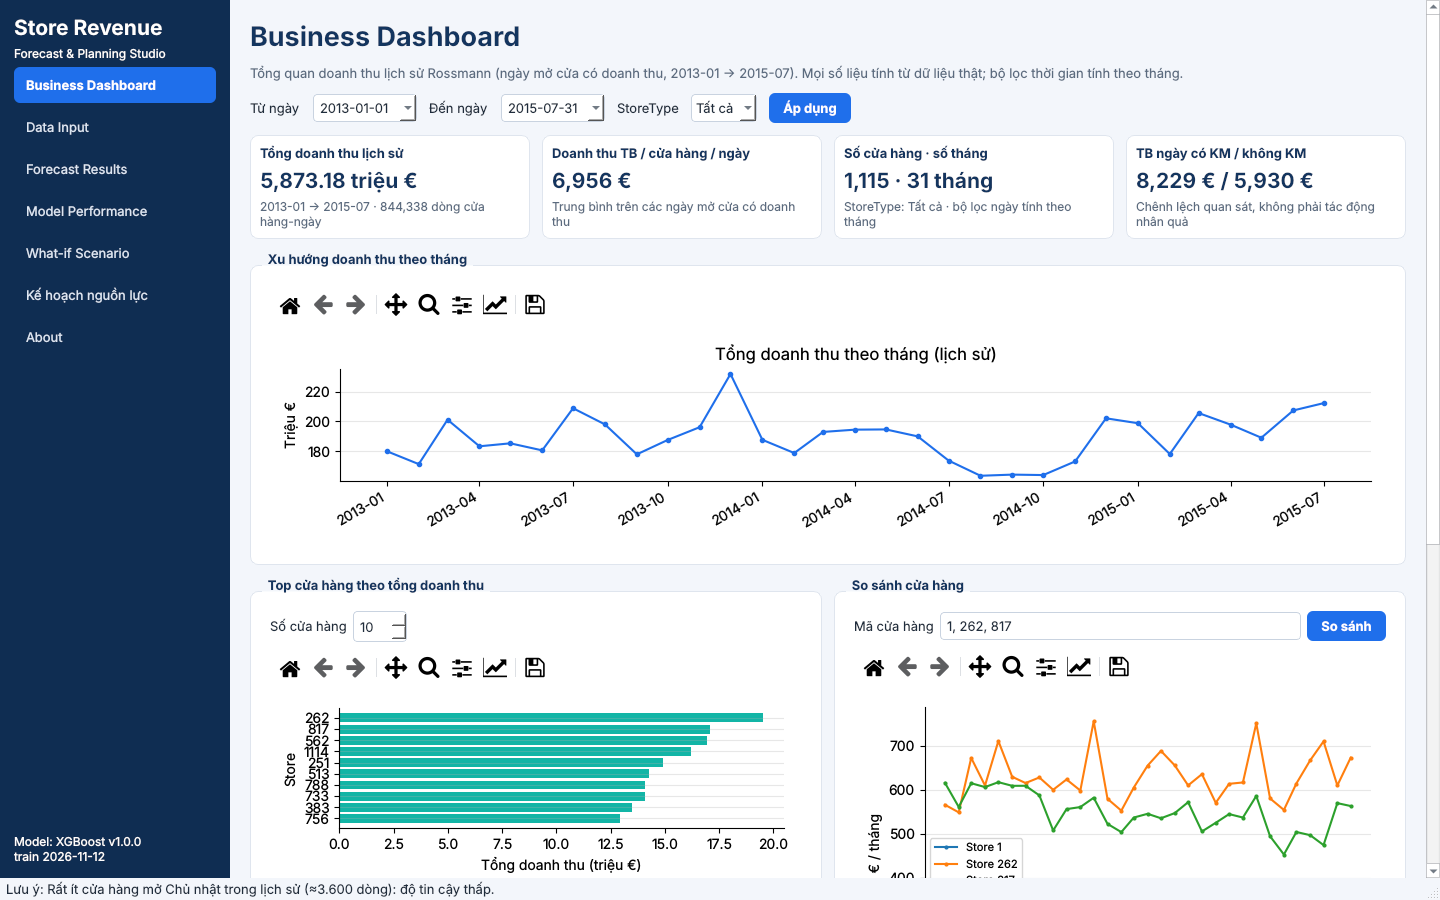 Store Revenue
Forecast & Planning Studio
Business Dashboard
Data Input
Forecast Results
Model Performance
What-if Scenario
Kế hoạch nguồn lực
About
Model: XGBoost v1.0.0
train 2026-11-12
Business Dashboard
Tổng quan doanh thu lịch sử Rossmann (ngày mở cửa có doanh thu, 2013-01 → 2015-07). Mọi số liệu tính từ dữ liệu thật; bộ lọc thời gian tính theo tháng.
Từ ngày 2013-01-01 Đến ngày 2015-07-31 StoreType Tất cả Áp dụng
Tổng doanh thu lịch sử
5,873.18 triệu €
2013-01 → 2015-07 · 844,338 dòng cửa
hàng-ngày
Doanh thu TB / cửa hàng / ngày
6,956 €
Trung bình trên các ngày mở cửa có doanh
thu
Số cửa hàng · số tháng
1,115 · 31 tháng
StoreType: Tất cả · bộ lọc ngày tính theo
tháng
TB ngày có KM / không KM
8,229 € / 5,930 €
Chênh lệch quan sát, không phải tác động
nhân quả
Xu hướng doanh thu theo tháng
Tổng doanh thu theo tháng (lịch sử)
Triệu €
220
200
180
2013-01
2013-04
2013-07
2013-10
2014-01
2014-04
2014-07
2014-10
2015-01
2015-04
2015-07
Top cửa hàng theo tổng doanh thu
Số cửa hàng 10
Store
262
817
562
1114
251
513
788
733
383
756
0.0 2.5 5.0 7.5 10.0 12.5 15.0 17.5 20.0
Tổng doanh thu (triệu €)
So sánh cửa hàng
Mã cửa hàng 1, 262, 817 So sánh
€ / tháng
700
600
500
400
Store 1
Store 262
Store 817
Lưu ý: Rất ít cửa hàng mở Chủ nhật trong lịch sử (≈3.600 dòng): độ tin cậy thấp.